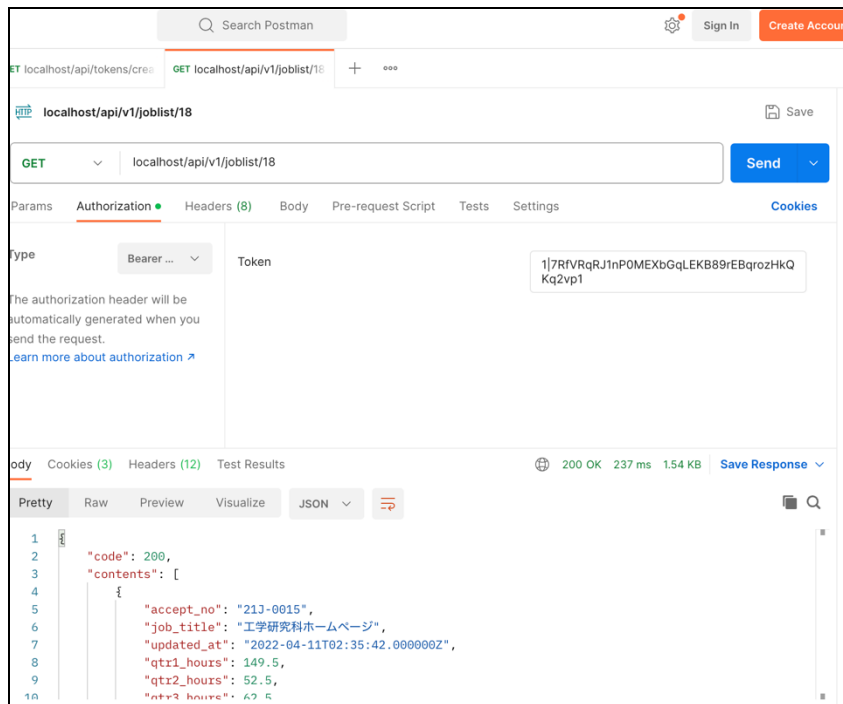 Search Postman
Sign In
Create Accou
ET localhost/api/tokens/crea
GET localhost/api/v1/joblist/18
HTTP localhost/api/v1/joblist/18
Save
GET
localhost/api/v1/joblist/18
Send
Params Authorization Headers (8) Body Pre-request Script Tests Settings Cookies
Type
Bearer ...
Token
1|7RfVRqRJ1nP0MEXbGqLEKB89rEBqrozHkQ
Kq2vp1
The authorization header will be
automatically generated when you
send the request.
Learn more about authorization ↗
ody Cookies (3) Headers (12) Test Results
200 OK 237 ms 1.54 KB Save Response
Pretty Raw Preview Visualize JSON
1 {
2 "code": 200,
3 "contents": [
4 {
5 "accept_no": "21J-0015",
6 "job_title": "工学研究科ホームページ",
7 "updated_at": "2022-04-11T02:35:42.000000Z",
8 "qtr1_hours": 149.5,
9 "qtr2_hours": 52.5,
10 "qtr3_hours": 62.5